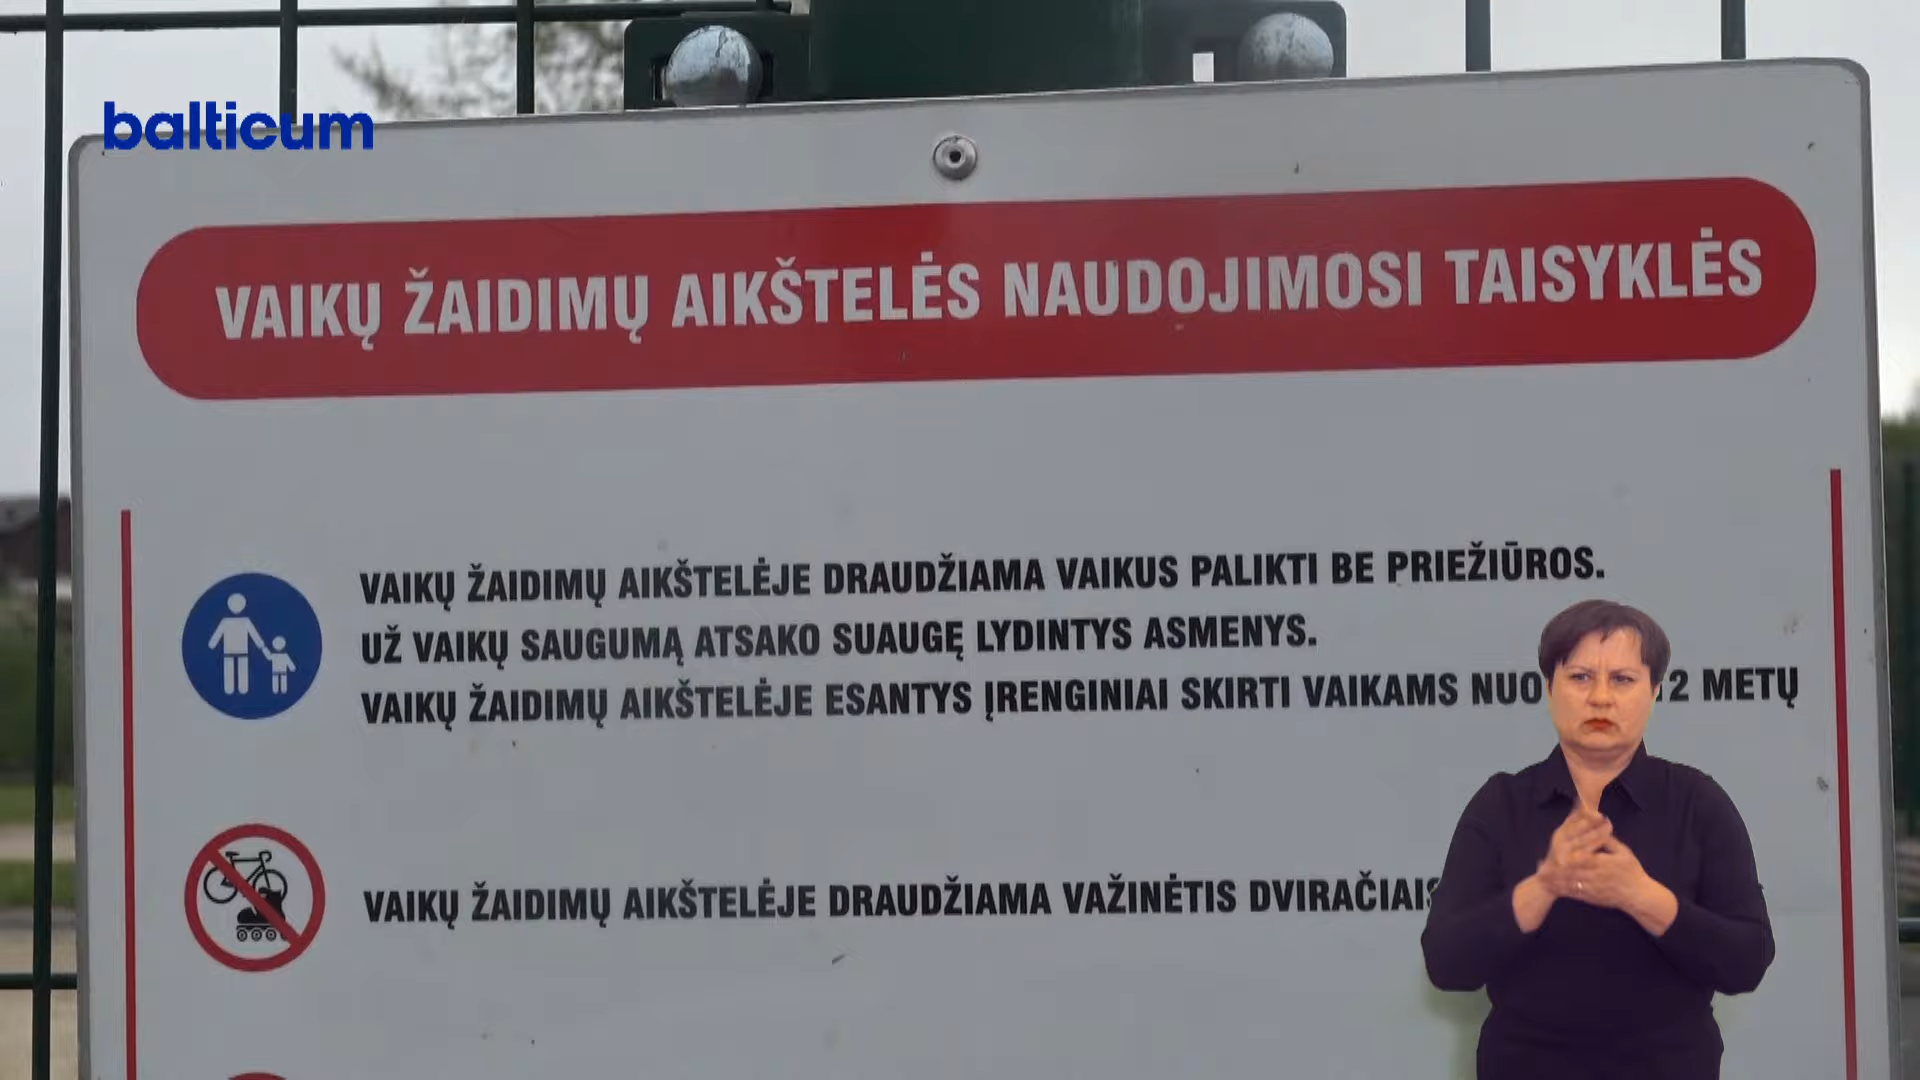 balticum
VAIKŲ ŽAIDIMŲ AIKŠTELĖS NAUDOJIMOSI TAISYKLĖS
VAIKŲ ŽAIDIMŲ AIKŠTELĖJE DRAUDŽIAMA VAIKUS PALIKTI BE PRIEŽIŪROS.
UŽ VAIKŲ SAUGUMĄ ATSAKO SUAUGĘ LYDINTYS ASMENYS.
VAIKŲ ŽAIDIMŲ AIKŠTELĖJE ESANTYS ĮRENGINIAI SKIRTI VAIKAMS NUO METŲ
VAIKŲ ŽAIDIMŲ AIKŠTELĖJE DRAUDŽIAMA VAŽINĖTIS DVIRAČIAIS